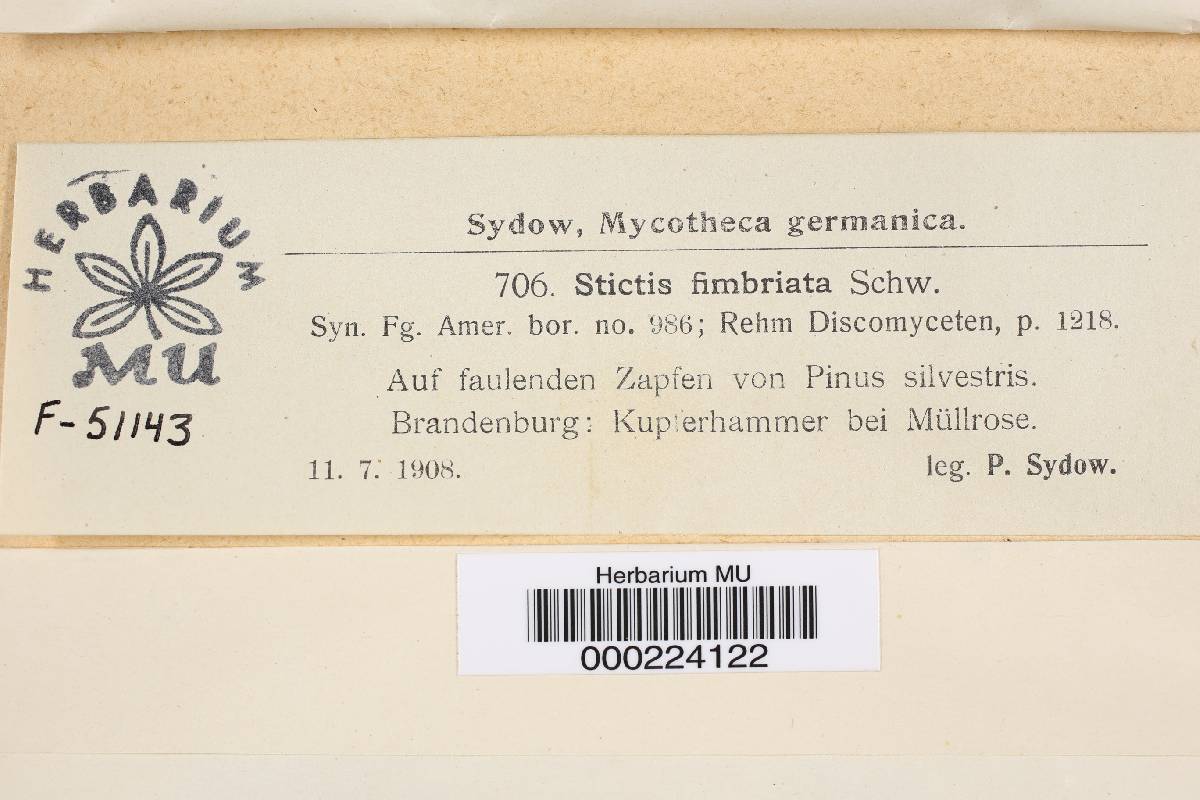 HERBARIUM
MU
F-51143
Sydow, Mycotheca germanica.
706. Stictis fimbriata Schw.
Syn. Fg. Amer. bor. no. 986; Rehm Discomyceten, p. 1218.
Auf faulenden Zapfen von Pinus silvestris.
Brandenburg: Kupferhammer bei Müllrose.
11. 7. 1908. leg. P. Sydow.
Herbarium MU
000224122